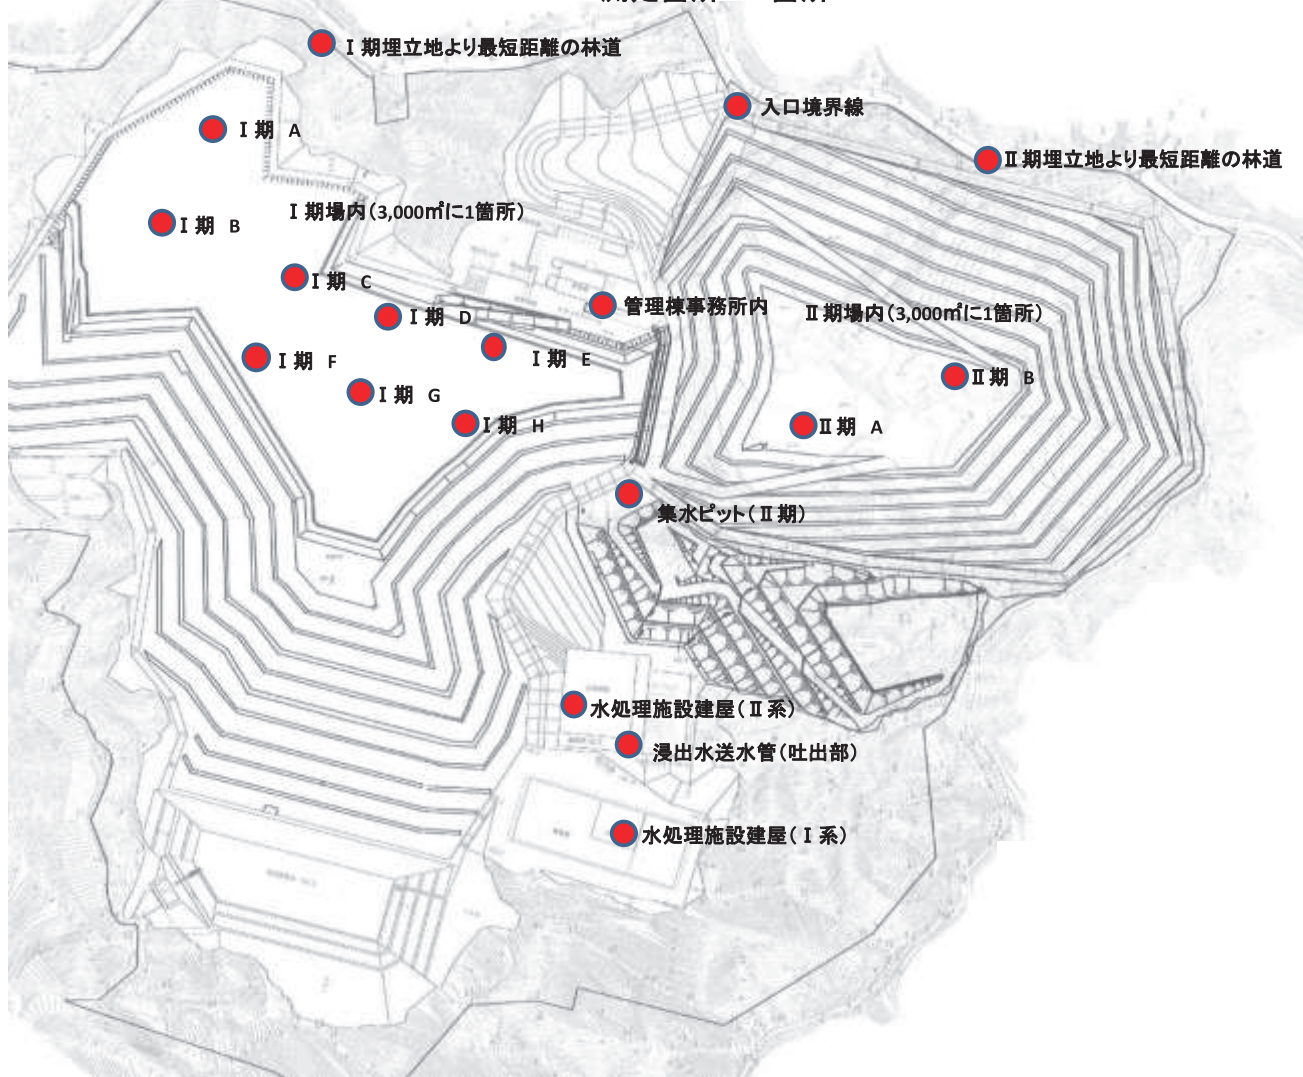 Ⅰ期埋立地より最短距離の林道
入口境界線
Ⅰ期 A
Ⅱ期埋立地より最短距離の林道
Ⅰ期場内（3,000㎡に1箇所）
Ⅰ期 B
Ⅰ期 C
管理棟事務所内
Ⅱ期場内（3,000㎡に1箇所）
Ⅰ期 D
Ⅰ期 E
Ⅰ期 F
Ⅱ期 B
Ⅰ期 G
Ⅰ期 H
Ⅱ期 A
集水ピット（Ⅱ期）
水処理施設建屋（Ⅱ系）
浸出水送水管（吐出部）
水処理施設建屋（Ⅰ系）